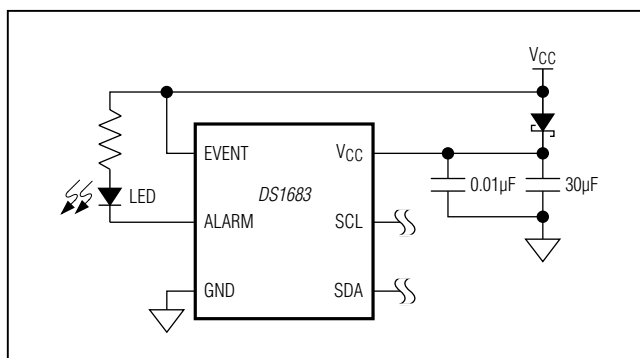 VCC
EVENT
VCC
LED
DS1683
0.01µF
30µF
ALARM
SCL
GND
SDA